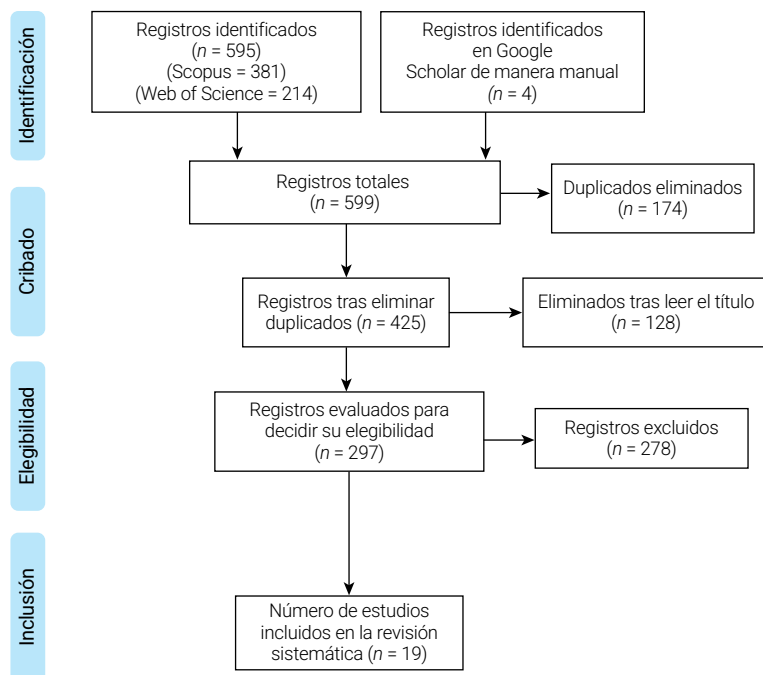 Identificación
Registros identificados
(n = 595)
(Scopus = 381)
(Web of Science = 214)
Registros identificados
en Google
Scholar de manera manual
(n = 4)
Registros totales
(n = 599)
Duplicados eliminados
(n = 174)
Cribado
Registros tras eliminar
duplicados (n = 425)
Eliminados tras leer el título
(n = 128)
Elegibilidad
Registros evaluados para
decidir su elegibilidad
(n = 297)
Registros excluidos
(n = 278)
Inclusión
Número de estudios
incluidos en la revisión
sistemática (n = 19)